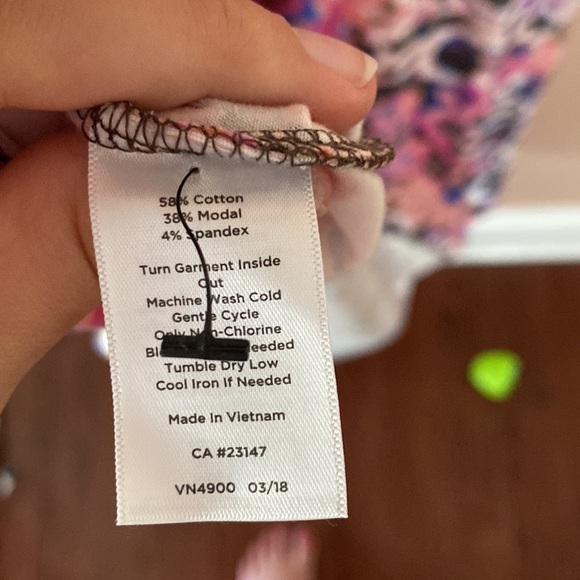 58% Cotton
38% Modal
4% Spandex
Turn Garment Inside
Out
Machine Wash Cold
Gentle Cycle
Only Non-Chlorine
Needed
Tumble Dry Low
Cool Iron If Needed
Made In Vietnam
CA #23147
VN4900 03/18